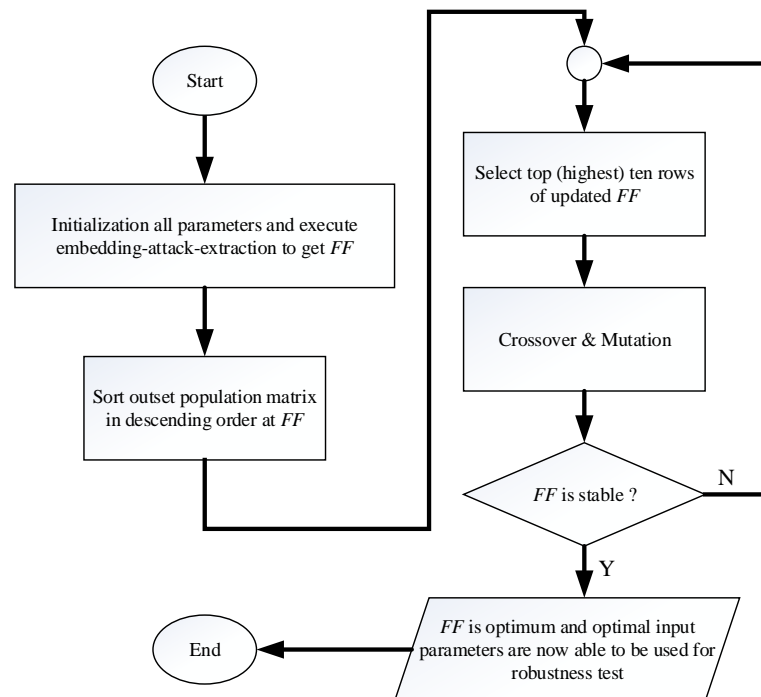 Start
Initialization all parameters and execute
embedding-attack-extraction to get FF
Sort outset population matrix
in descending order at FF
Select top (highest) ten rows
of updated FF
Crossover & Mutation
FF is stable ?
N
Y
FF is optimum and optimal input
parameters are now able to be used for
robustness test
End